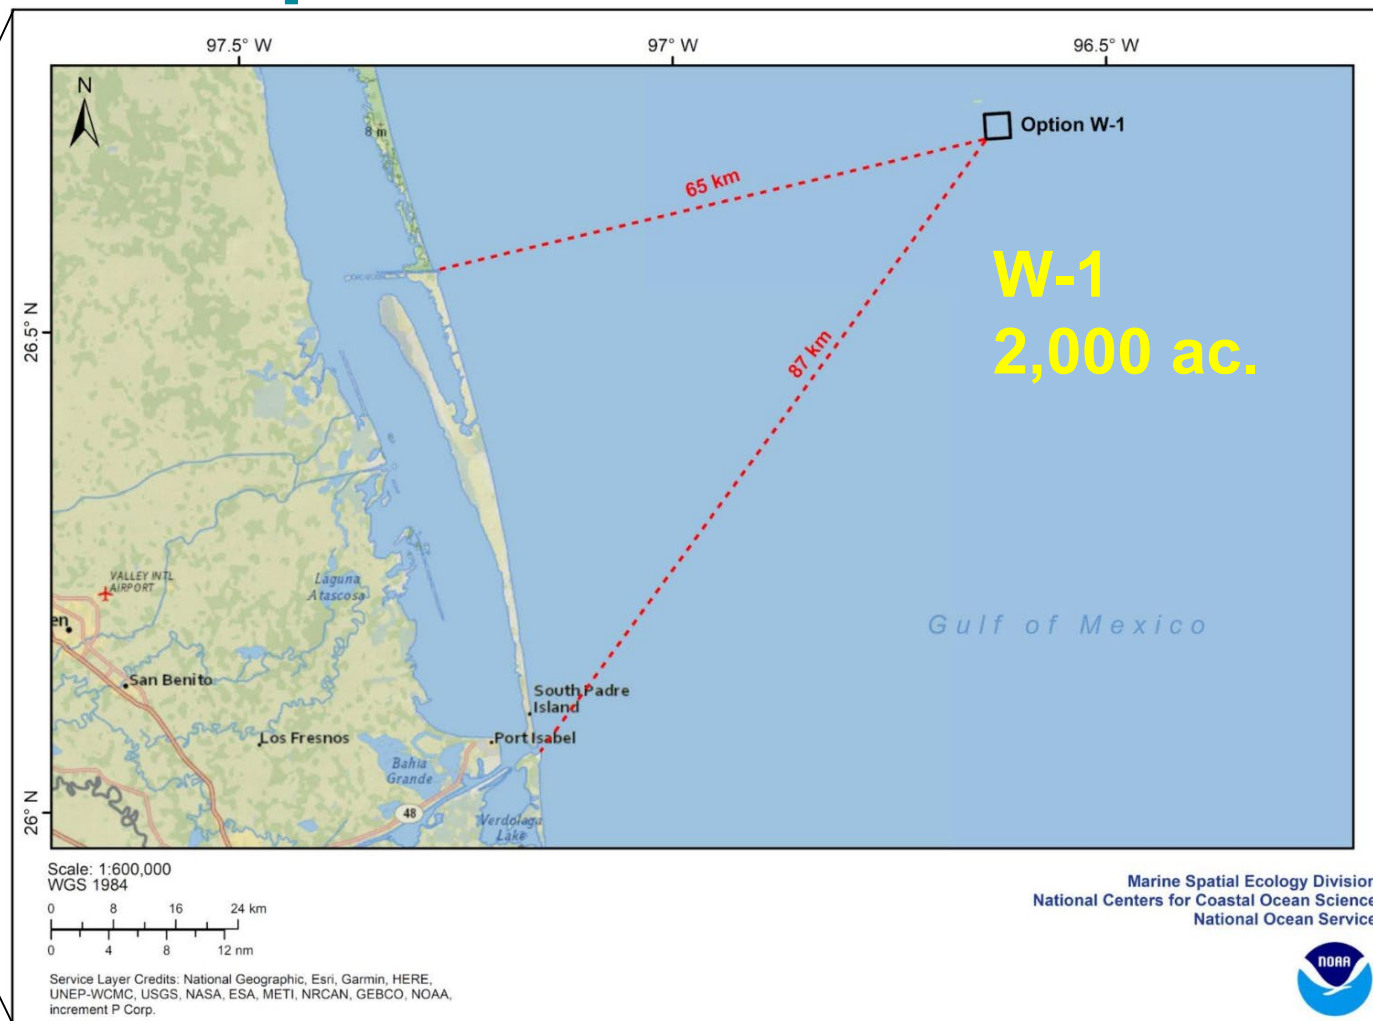 97.5° W
97° W
96.5° W
N
8 m
Option W-1
65 km
W-1
2,000 ac.
26.5° N
87 km
VALLEY INTL
AIRPORT
Laguna
Atascosa
en
Gulf of Mexico
San Benito
South Padre
Island
Los Fresnos
Port Isabel
Bahia
Grande
48
Verdolaga
Lake
26° N
Scale: 1:600,000
WGS 1984
0 8 16 24 km
0 4 8 12 nm
Marine Spatial Ecology Division
National Centers for Coastal Ocean Science
National Ocean Service
Service Layer Credits: National Geographic, Esri, Garmin, HERE,
UNEP-WCMC, USGS, NASA, ESA, METI, NRCAN, GEBCO, NOAA,
increment P Corp.
NOAA